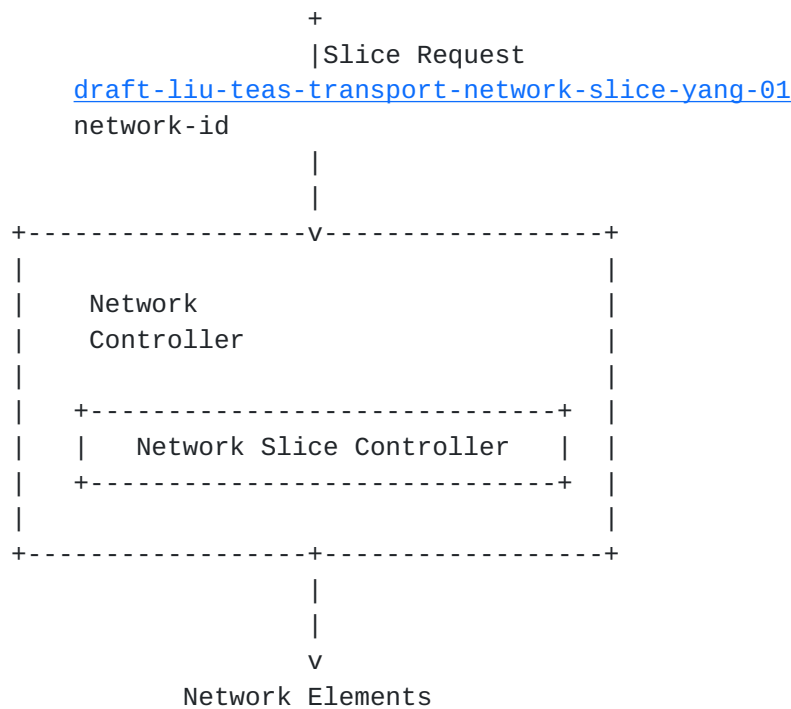 +
|Slice Request
draft-liu-teas-transport-network-slice-yang-01
network-id
|
|
+------------------v------------------+
|                                     |
|    Network                          |
|    Controller                       |
|                                     |
|   +------------------------------+  |
|   |   Network Slice Controller   |  |
|   +------------------------------+  |
|                                     |
+------------------+------------------+
|
|
v
Network Elements